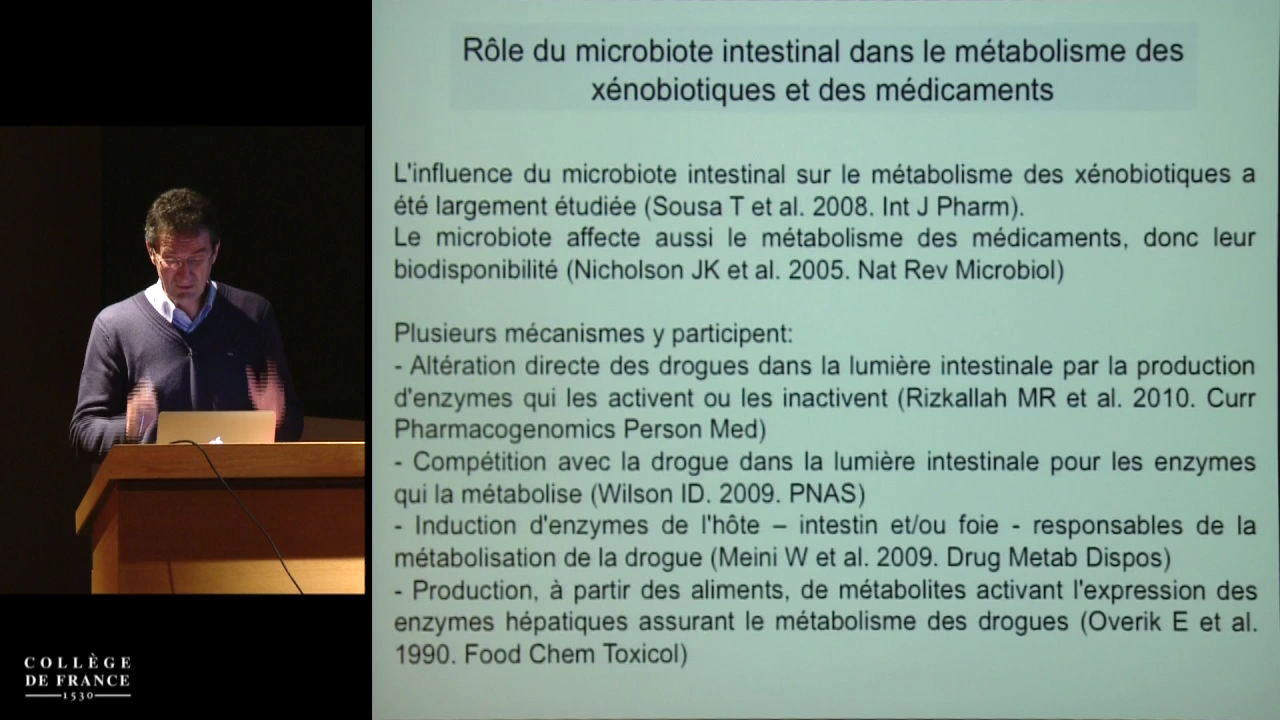 Rôle du microbiote intestinal dans le métabolisme des
xénobiotiques et des médicaments
L'influence du microbiote intestinal sur le métabolisme des xénobiotiques a
été largement étudiée (Sousa T et al. 2008. Int J Pharm).
Le microbiote affecte aussi le métabolisme des médicaments, donc leur
biodisponibilité (Nicholson JK et al. 2005. Nat Rev Microbiol)
Plusieurs mécanismes y participent:
- Altération directe des drogues dans la lumière intestinale par la production
d'enzymes qui les activent ou les inactivent (Rizkallah MR et al. 2010. Curr
Pharmacogenomics Person Med)
- Compétition avec la drogue dans la lumière intestinale pour les enzymes
qui la métabolise (Wilson ID. 2009. PNAS)
- Induction d'enzymes de l'hôte – intestin et/ou foie - responsables de la
métabolisation de la drogue (Meini W et al. 2009. Drug Metab Dispos)
- Production, à partir des aliments, de métabolites activant l'expression des
enzymes hépatiques assurant le métabolisme des drogues (Overik E et al.
1990. Food Chem Toxicol)
COLLÈGE
DE FRANCE
1530